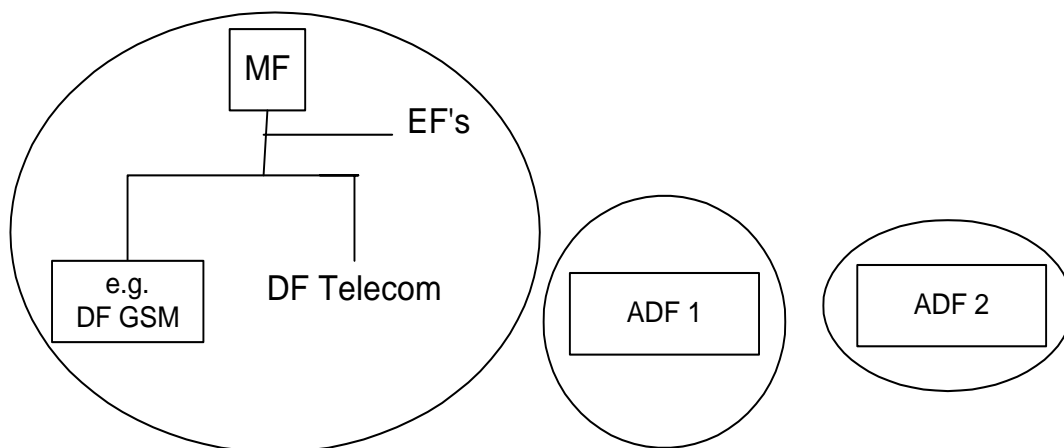 MF
EF's
e.g.
DF GSM
DF Telecom
ADF 1
ADF 2